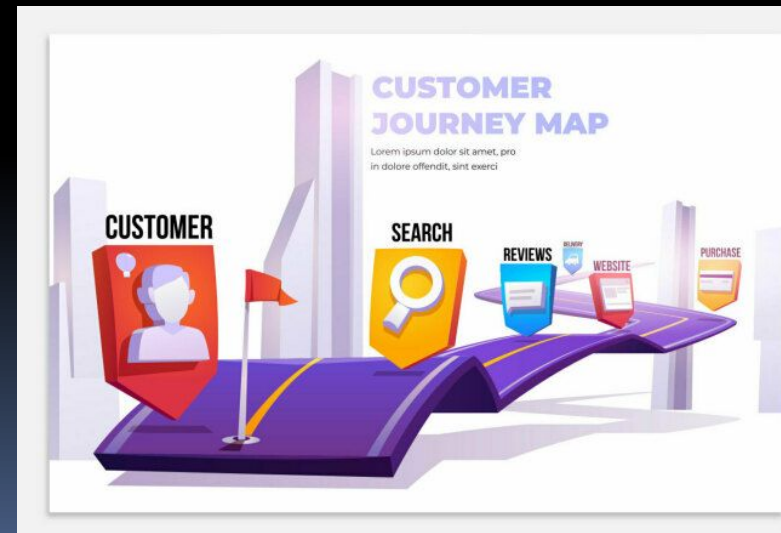 CUSTOMER
JOURNEY MAP
Lorem ipsum dolor sit amet, pro
in dolore offendit, sint exerci
CUSTOMER
SEARCH
REVIEWS
DELIVERY
WEBSITE
PURCHASE